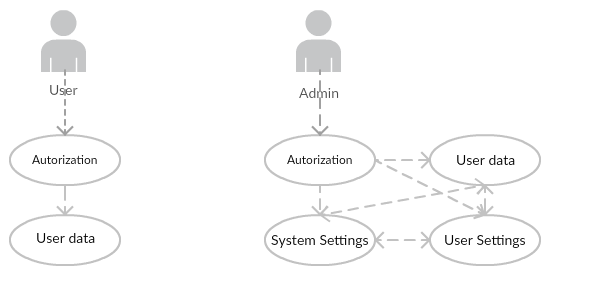 User
Autorization
User data
Admin
Autorization
User data
System Settings
User Settings